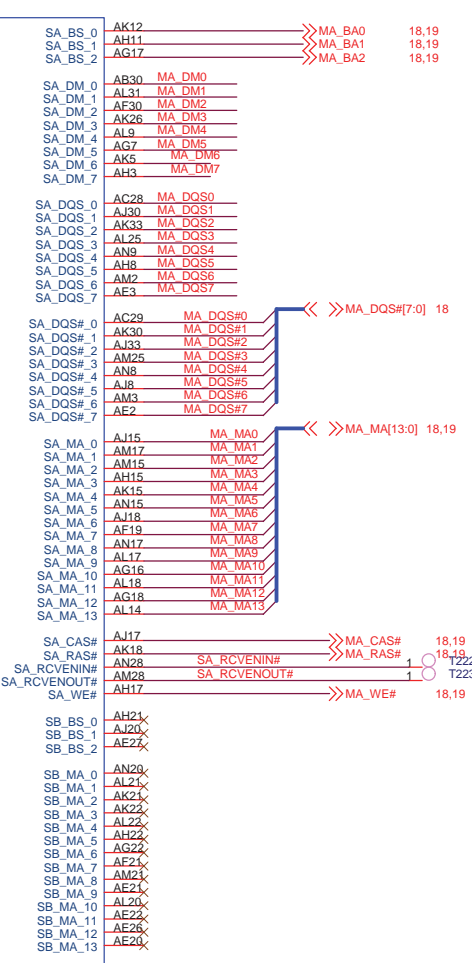 SA_BS_0 AK12 MA_BA0 18,19
SA_BS_1 AH11 MA_BA1 18,19
SA_BS_2 AG17 MA_BA2 18,19
SA_DM_0 AB30 MA_DM0
SA_DM_1 AL31 MA_DM1
SA_DM_2 AF30 MA_DM2
SA_DM_3 AK26 MA_DM3
SA_DM_4 AL9 MA_DM4
SA_DM_5 AG7 MA_DM5
SA_DM_6 AK5 MA_DM6
SA_DM_7 AH3 MA_DM7
SA_DQS_0 AC28 MA_DQS0
SA_DQS_1 AJ30 MA_DQS1
SA_DQS_2 AK33 MA_DQS2
SA_DQS_3 AL25 MA_DQS3
SA_DQS_4 AN9 MA_DQS4
SA_DQS_5 AH8 MA_DQS5
SA_DQS_6 AM2 MA_DQS6
SA_DQS_7 AE3 MA_DQS7
MA_DQS#[7:0] 18
SA_DQS#_0 AC29 MA_DQS#0
SA_DQS#_1 AK30 MA_DQS#1
SA_DQS#_2 AJ33 MA_DQS#2
SA_DQS#_3 AM25 MA_DQS#3
SA_DQS#_4 AN8 MA_DQS#4
SA_DQS#_5 AJ8 MA_DQS#5
SA_DQS#_6 AM3 MA_DQS#6
SA_DQS#_7 AE2 MA_DQS#7
MA_MA[13:0] 18,19
SA_MA_0 AJ15 MA_MA0
SA_MA_1 AM17 MA_MA1
SA_MA_2 AM15 MA_MA2
SA_MA_3 AH15 MA_MA3
SA_MA_4 AK15 MA_MA4
SA_MA_5 AN15 MA_MA5
SA_MA_6 AJ18 MA_MA6
SA_MA_7 AF19 MA_MA7
SA_MA_8 AN17 MA_MA8
SA_MA_9 AL17 MA_MA9
SA_MA_10 AG16 MA_MA10
SA_MA_11 AL18 MA_MA11
SA_MA_12 AG18 MA_MA12
SA_MA_13 AL14 MA_MA13
SA_CAS# AJ17 MA_CAS# 18,19
SA_RAS# AK18 MA_RAS# 18,19
SA_RCVENIN# AN28 SA_RCVENIN# 1 T222
SA_RCVENOUT# AM28 SA_RCVENOUT# 1 T223
SA_WE# AH17 MA_WE# 18,19
SB_BS_0 AH21
SB_BS_1 AJ20
SB_BS_2 AE27
SB_MA_0 AN20
SB_MA_1 AL21
SB_MA_2 AK21
SB_MA_3 AK22
SB_MA_4 AL22
SB_MA_5 AH22
SB_MA_6 AG22
SB_MA_7 AF21
SB_MA_8 AM21
SB_MA_9 AE21
SB_MA_10 AL20
SB_MA_11 AE22
SB_MA_12 AE26
SB_MA_13 AE20